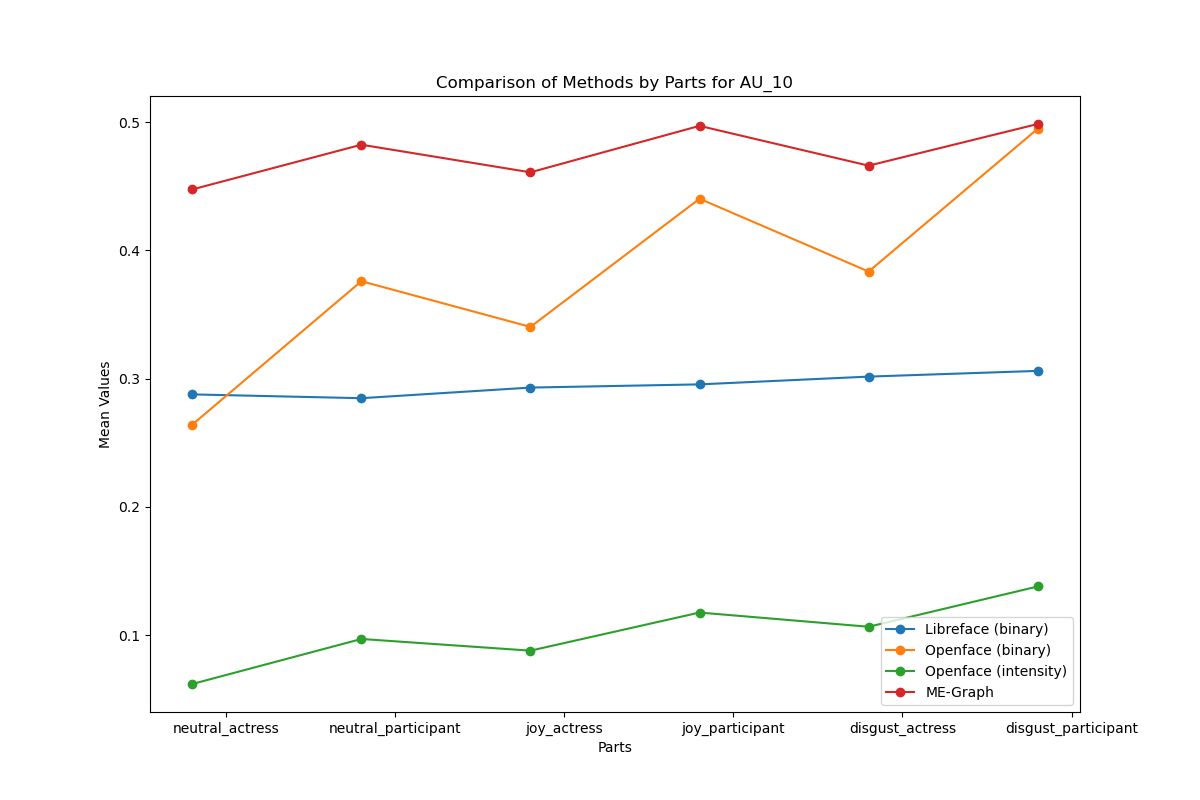 Comparison of Methods by Parts for AU_10
Mean Values
0.5
0.4
0.3
0.2
0.1
Libreface (binary)
Openface (binary)
Openface (intensity)
ME-Graph
neutral_actress
neutral_participant
joy_actress
joy_participant
disgust_actress
disgust_participant
Parts